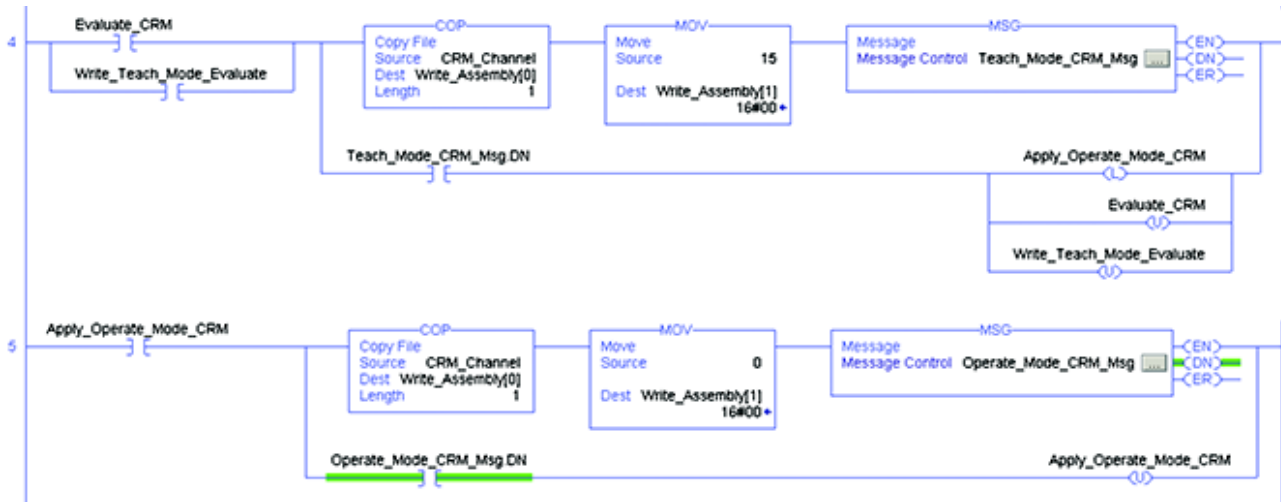 Evaluate_CRM
4
Write_Teach_Mode_Evaluate
COP
Copy File
Source CRM_Channel
Dest Write_Assembly[0]
Length 1
MOV
Move
Source 15
Dest Write_Assembly[1]
16#00
MSG
Message
Message Control Teach_Mode_CRM_Msg ...
EN
DN
ER
Teach_Mode_CRM_Msg.DN
Apply_Operate_Mode_CRM
L
Evaluate_CRM
U
Write_Teach_Mode_Evaluate
U
Apply_Operate_Mode_CRM
5
COP
Copy File
Source CRM_Channel
Dest Write_Assembly[0]
Length 1
MOV
Move
Source 0
Dest Write_Assembly[1]
16#00
MSG
Message
Message Control Operate_Mode_CRM_Msg ...
EN
DN
ER
Operate_Mode_CRM_Msg.DN
Apply_Operate_Mode_CRM
U